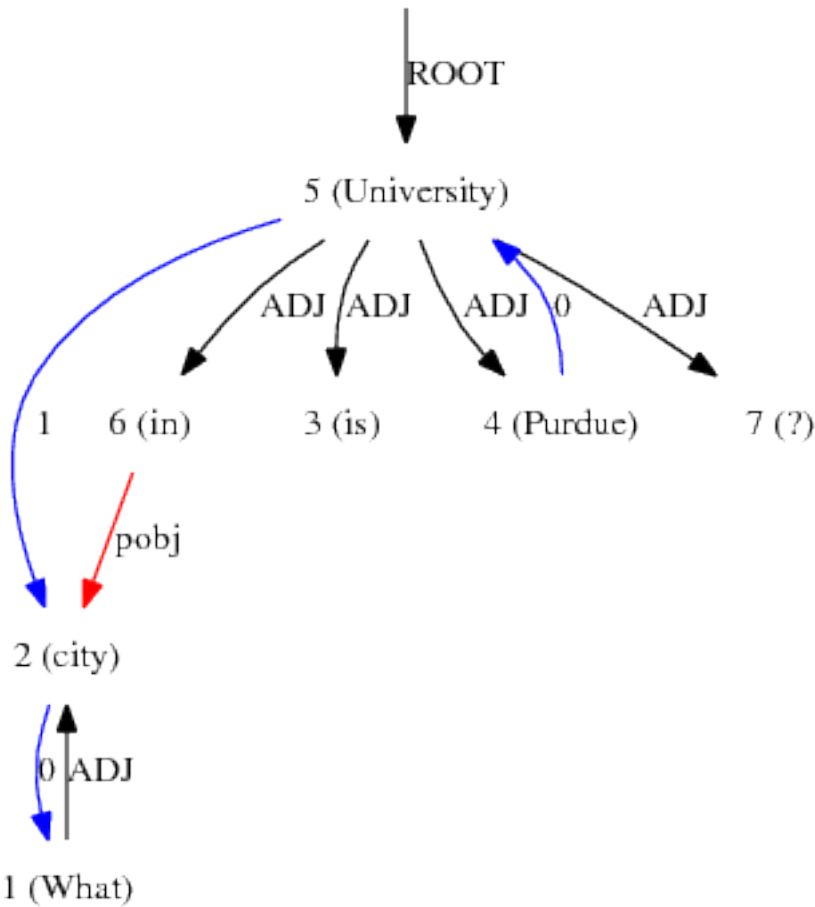 ROOT
5 (University)
ADJ ADJ ADJ 0 ADJ
1 6 (in) 3 (is) 4 (Purdue) 7 (?)
pobj
2 (city)
0 ADJ
1 (What)